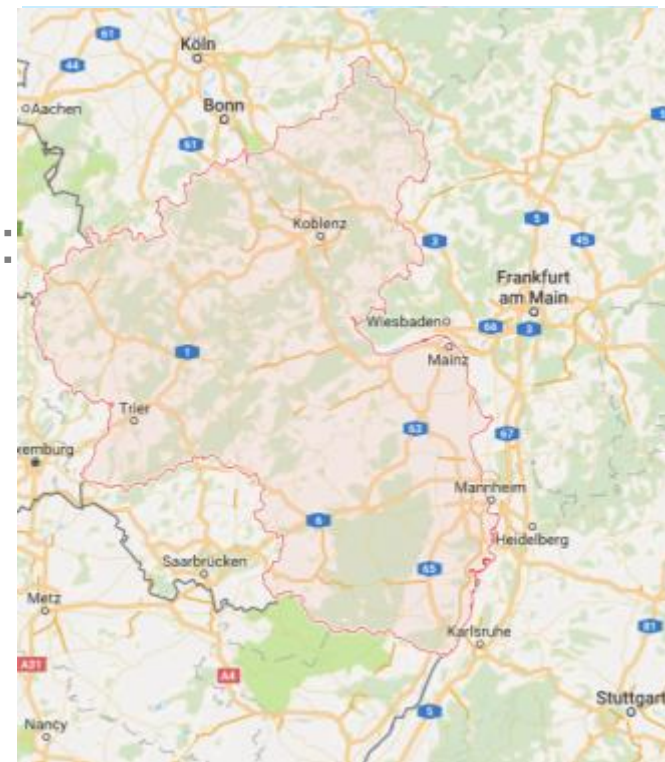 61
Köln
44
Aachen
Bonn
61
Koblenz
3
5
45
Frankfurt
am Main
Wiesbaden
66
3
Mainz
1
Trier
63
67
xemburg
Mannheim
6
Heidelberg
Saarbrücken
65
Metz
Karlsruhe
81
A31
A4
Stuttgart
5
Nancy